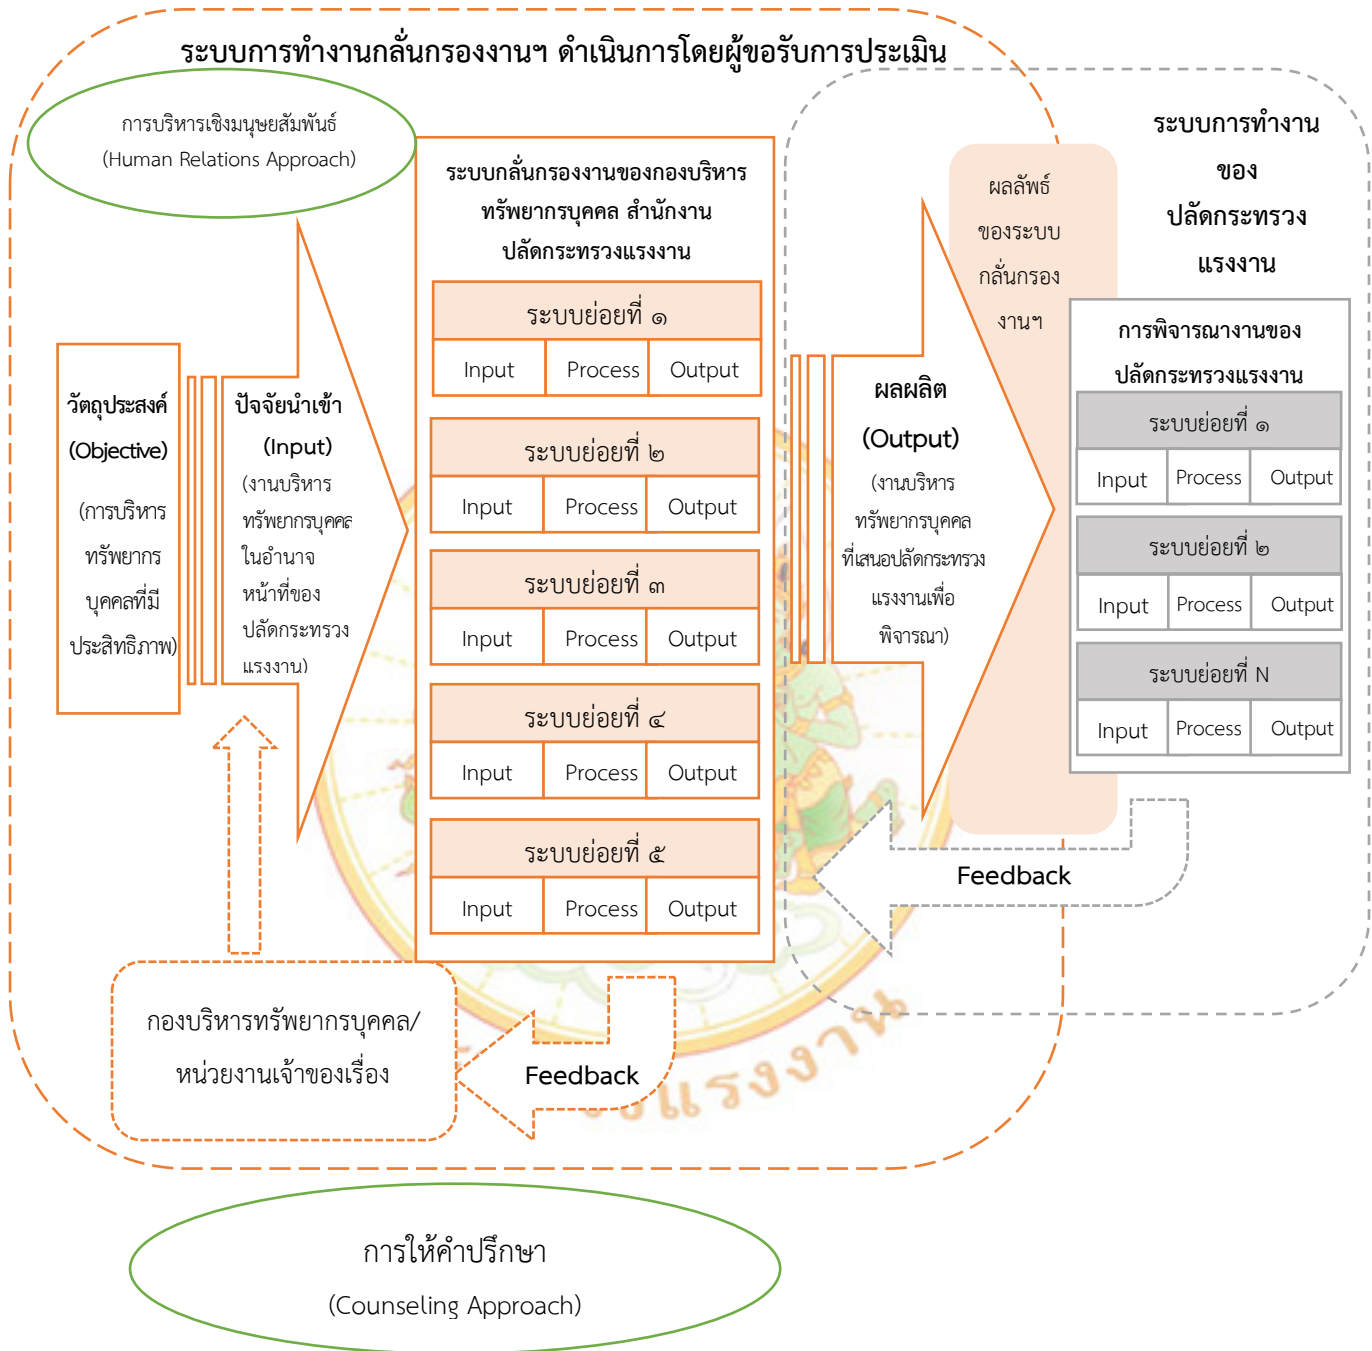 ระบบการทำงานกลั่นกรองงานฯ ดำเนินการโดยผู้ขอรับการประเมิน
การบริหารเชิงมนุษยสัมพันธ์
(Human Relations Approach)
วัตถุประสงค์
(Objective)
(การบริหาร
ทรัพยากร
บุคคลที่มี
ประสิทธิภาพ)
ปัจจัยนำเข้า
(Input)
(งานบริหาร
ทรัพยากรบุคคล
ในอำนาจ
หน้าที่ของ
ปลัดกระทรวง
แรงงาน)
ระบบกลั่นกรองงานของกองบริหาร
ทรัพยากรบุคคล สำนักงาน
ปลัดกระทรวงแรงงาน
ระบบย่อยที่ ๑
Input Process Output
ระบบย่อยที่ ๒
Input Process Output
ระบบย่อยที่ ๓
Input Process Output
ระบบย่อยที่ ๔
Input Process Output
ระบบย่อยที่ ๕
Input Process Output
ผลผลิต
(Output)
(งานบริหาร
ทรัพยากรบุคคล
ที่เสนอปลัดกระทรวง
แรงงานเพื่อ
พิจารณา)
ผลลัพธ์
ของระบบ
กลั่นกรอง
งานฯ
ระบบการทำงาน
ของ
ปลัดกระทรวง
แรงงาน
การพิจารณางานของ
ปลัดกระทรวงแรงงาน
ระบบย่อยที่ ๑
Input Process Output
ระบบย่อยที่ ๒
Input Process Output
ระบบย่อยที่ N
Input Process Output
Feedback
กองบริหารทรัพยากรบุคคล/
หน่วยงานเจ้าของเรื่อง
Feedback
แรงงาน
การให้คำปรึกษา
(Counseling Approach)